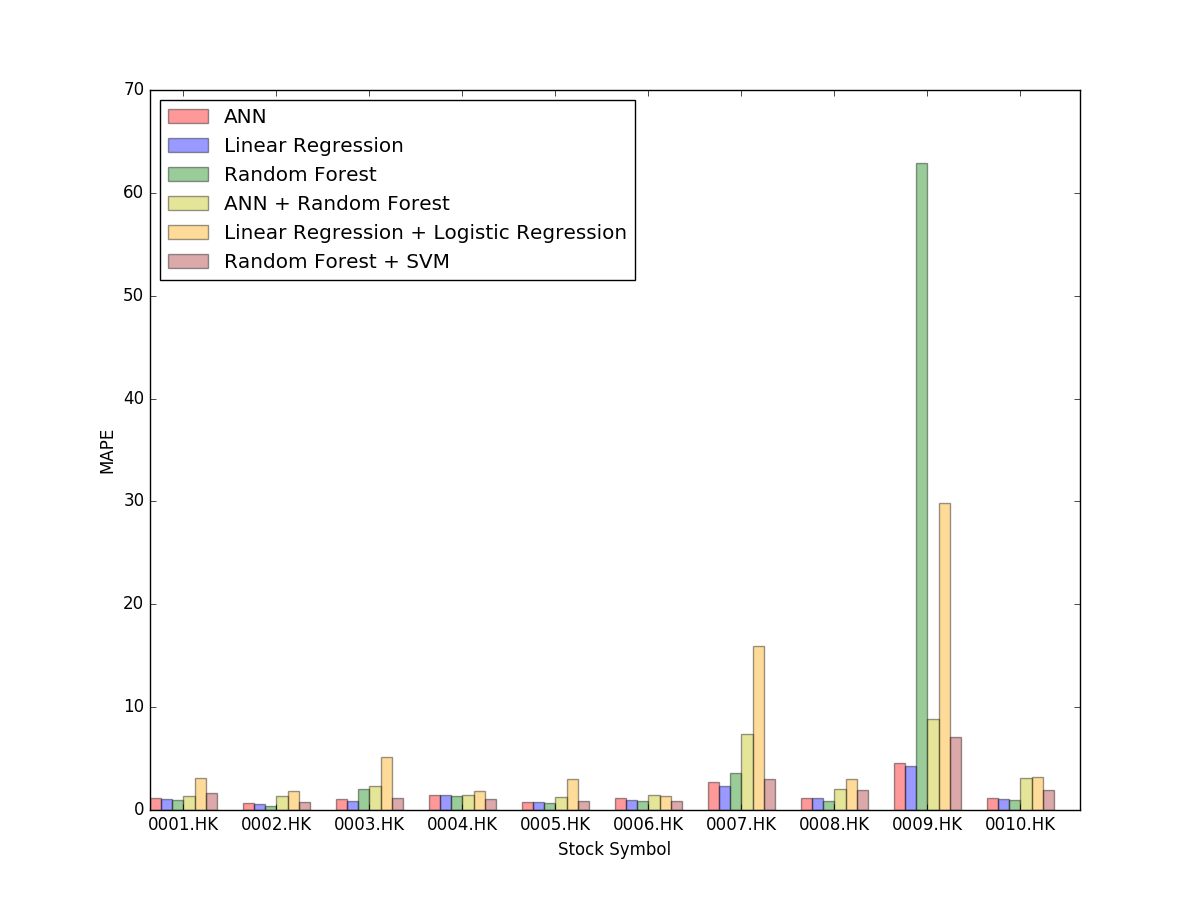 70
60
50
40
30
20
10
0
MAPE
ANN
Linear Regression
Random Forest
ANN + Random Forest
Linear Regression + Logistic Regression
Random Forest + SVM
0001.HK 0002.HK 0003.HK 0004.HK 0005.HK 0006.HK 0007.HK 0008.HK 0009.HK 0010.HK
Stock Symbol